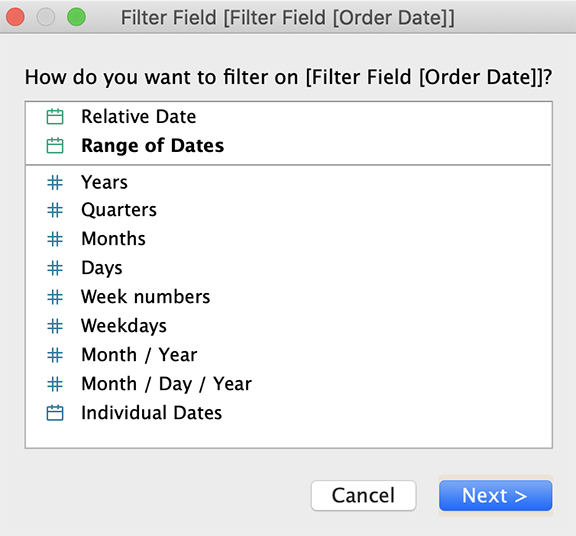 Filter Field [Filter Field [Order Date]]
How do you want to filter on [Filter Field [Order Date]]?
Relative Date
Range of Dates
Years
Quarters
Months
Days
Week numbers
Weekdays
Month / Year
Month / Day / Year
Individual Dates
Cancel
Next >